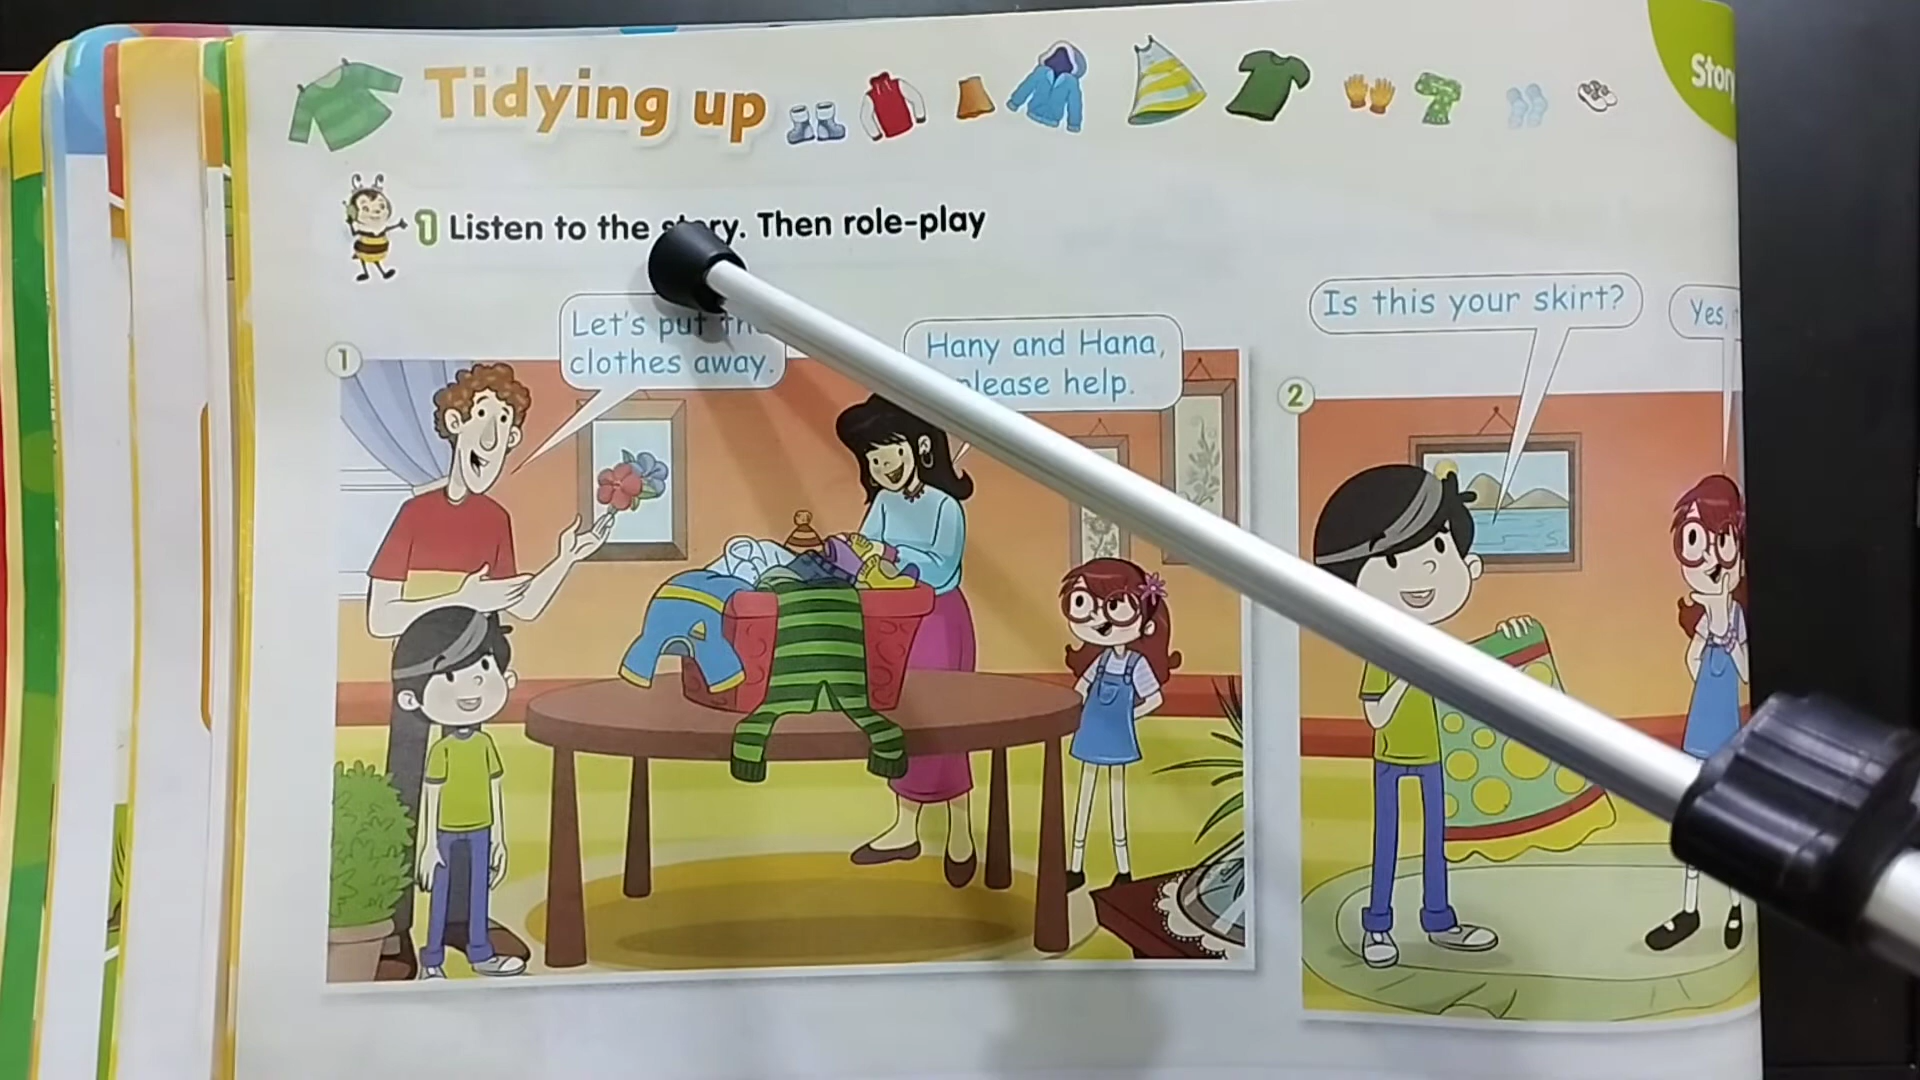 Tidying up
Stor
1 Listen to the story. Then role-play
Let's put
clothes away.
Hany and Hana,
please help.
Is this your skirt?
Yes,
1
2